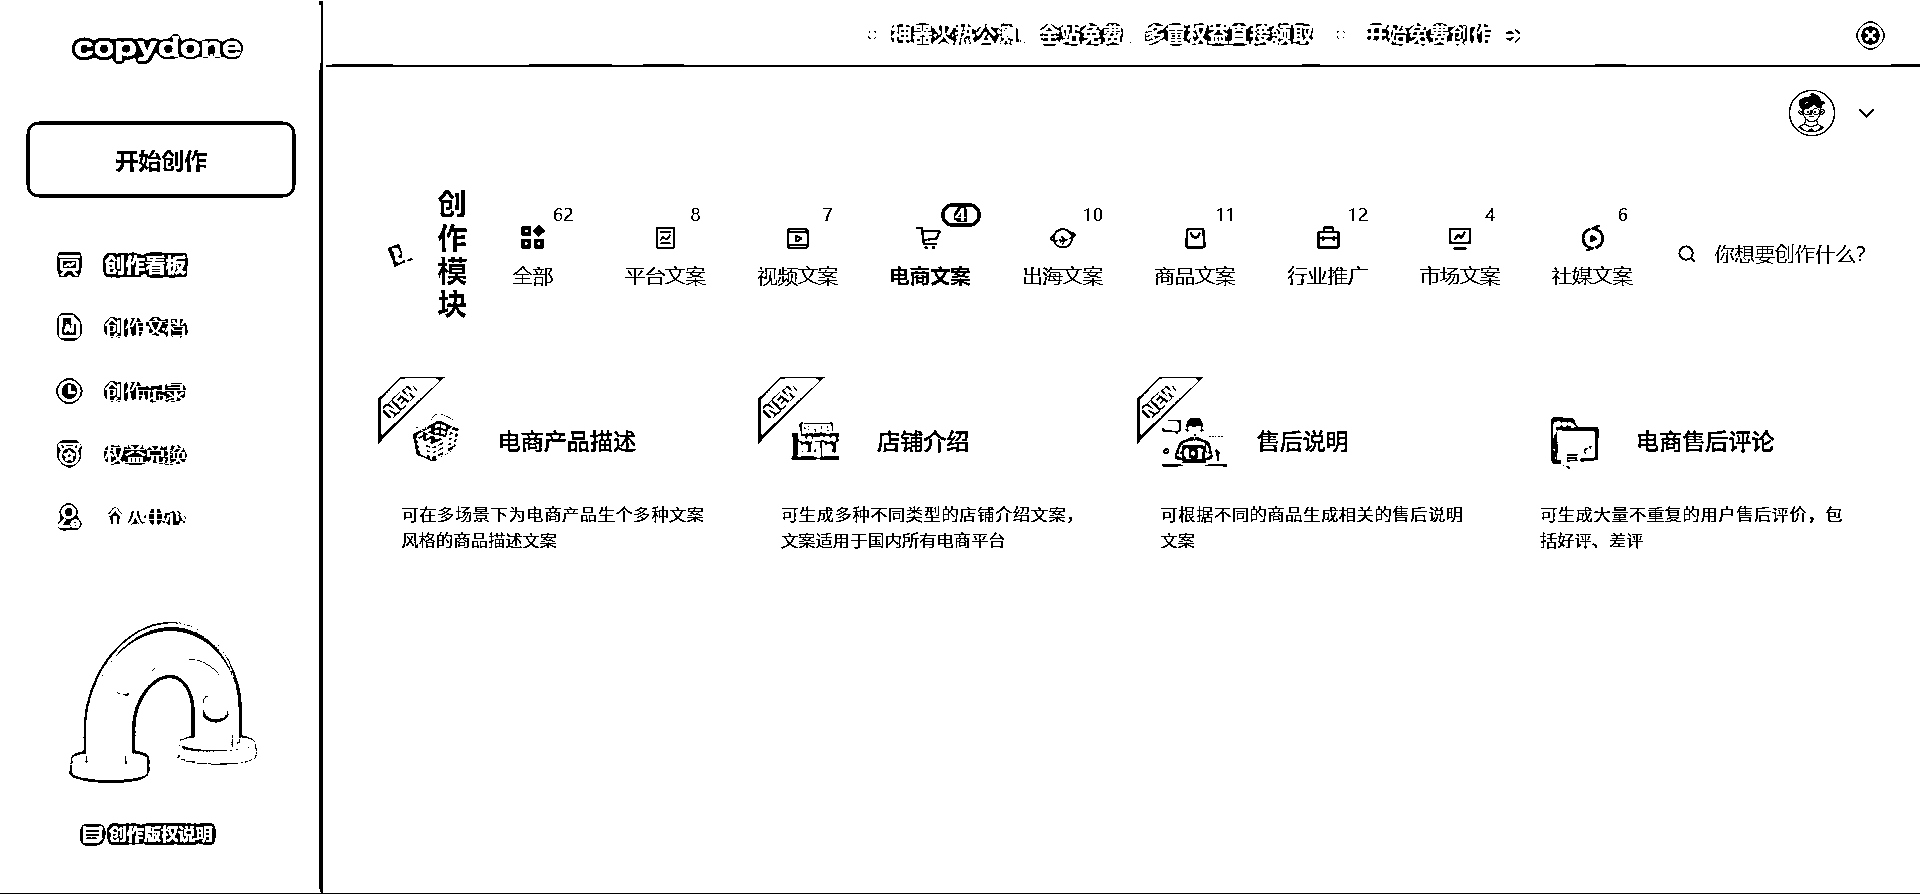 copydone
神器火热公测，全站免费，多重权益直接领取
开始免费创作
开始创作
创作看板
创作文档
创作记录
权益兑换
个人中心
创作版权说明
创作模块
62
全部
8
平台文案
7
视频文案
4
电商文案
10
出海文案
11
商品文案
12
行业推广
4
市场文案
6
社媒文案
你想要创作什么?
NEW
电商产品描述
可在多场景下为电商产品生个多种文案
风格的商品描述文案
NEW
店铺介绍
可生成多种不同类型的店铺介绍文案，
文案适用于国内所有电商平台
NEW
售后说明
可根据不同的商品生成相关的售后说明
文案
电商售后评论
可生成大量不重复的用户售后评价，包
括好评、差评